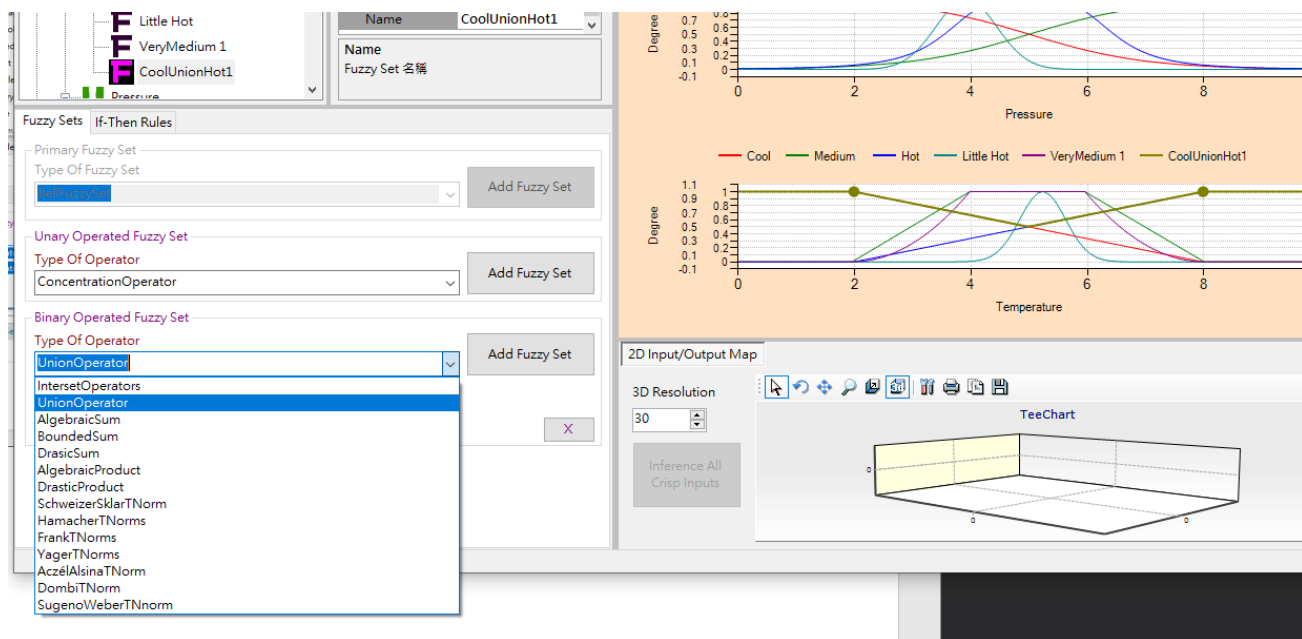 Little Hot
VeryMedium 1
CoolUnionHot1
Pressure
Name CoolUnionHot1
Name
Fuzzy Set 名稱
Fuzzy Sets If-Then Rules
Primary Fuzzy Set
Type Of Fuzzy Set
BellFuzzySet
Add Fuzzy Set
Unary Operated Fuzzy Set
Type Of Operator
ConcentrationOperator
Add Fuzzy Set
Binary Operated Fuzzy Set
Type Of Operator
UnionOperator
Add Fuzzy Set
IntersetOperators
UnionOperator
AlgebraicSum
BoundedSum
DrasicSum
AlgebraicProduct
DrasticProduct
SchweizerSklarTNorm
HamacherTNorms
FrankTNorms
YagerTNorms
AczélAlsinaTNorm
DombiTNorm
SugenoWeberTNnorm
X
Degree
0.7
0.5
0.3
0.1
-0.1
0.8
0.6
0.4
0.2
0
0 2 4 6 8
Pressure
Cool Medium Hot Little Hot VeryMedium 1 CoolUnionHot1
Degree
1.1
0.9
0.7
0.5
0.3
0.1
-0.1
1
0.8
0.6
0.4
0.2
0
0 2 4 6 8
Temperature
2D Input/Output Map
3D Resolution
30
Inference All
Crisp Inputs
TeeChart
0
0
0